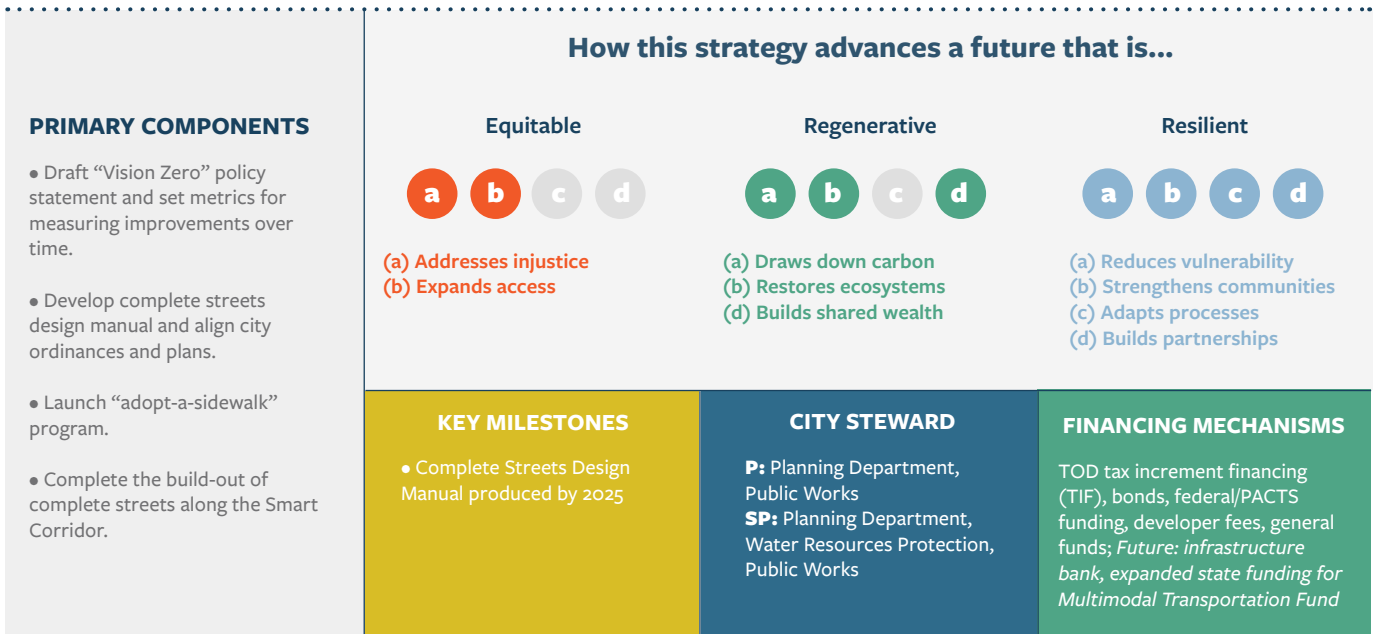 How this strategy advances a future that is...
PRIMARY COMPONENTS
• Draft “Vision Zero” policy
statement and set metrics for
measuring improvements over
time.
• Develop complete streets
design manual and align city
ordinances and plans.
• Launch “adopt-a-sidewalk”
program.
• Complete the build-out of
complete streets along the Smart
Corridor.
Equitable
a b c d
(a) Addresses injustice
(b) Expands access
Regenerative
a b c d
(a) Draws down carbon
(b) Restores ecosystems
(d) Builds shared wealth
Resilient
a b c d
(a) Reduces vulnerability
(b) Strengthens communities
(c) Adapts processes
(d) Builds partnerships
KEY MILESTONES
• Complete Streets Design
Manual produced by 2025
CITY STEWARD
P: Planning Department,
Public Works
SP: Planning Department,
Water Resources Protection,
Public Works
FINANCING MECHANISMS
TOD tax increment financing
(TIF), bonds, federal/PACTS
funding, developer fees, general
funds; Future: infrastructure
bank, expanded state funding for
Multimodal Transportation Fund